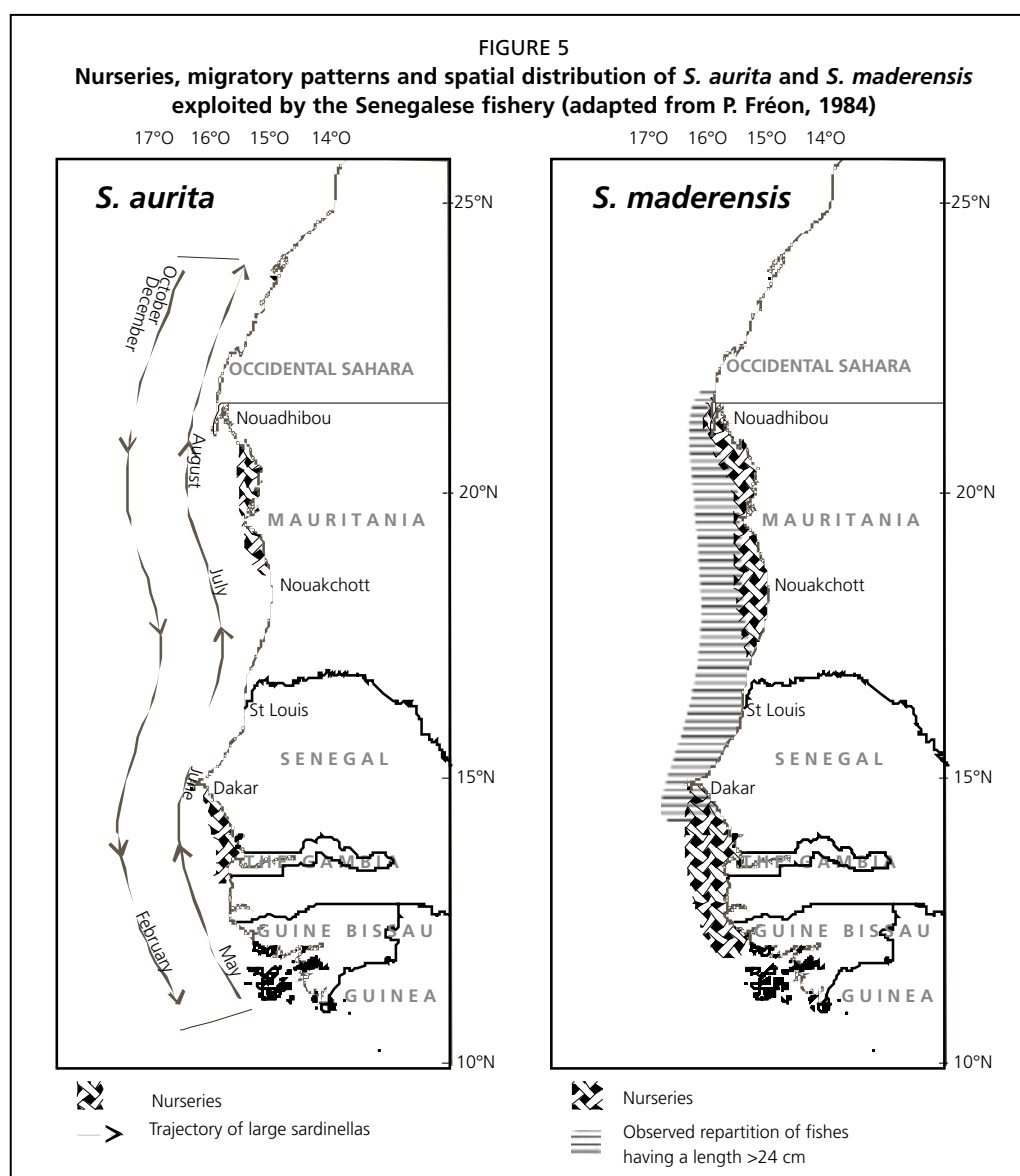 FIGURE 5
Nurseries, migratory patterns and spatial distribution of S. aurita and S. maderensis
exploited by the Senegalese fishery (adapted from P. Fréon, 1984)
17°O 16°O 15°O 14°O
S. aurita
25°N
October
December
OCCIDENTAL SAHARA
Nouadhibou
August
20°N
MAURITANIA
July
Nouakchott
St Louis
SENEGAL
15°N
June
Dakar
THE GAMBIA
February
May
GUINE BISSAU
GUINEA
10°N
Nurseries
Trajectory of large sardinellas
17°O 16°O 15°O 14°O
S. maderensis
25°N
OCCIDENTAL SAHARA
Nouadhibou
20°N
MAURITANIA
Nouakchott
St Louis
SENEGAL
15°N
Dakar
THE GAMBIA
GUINE BISSAU
GUINEA
10°N
Nurseries
Observed repartition of fishes
having a length >24 cm